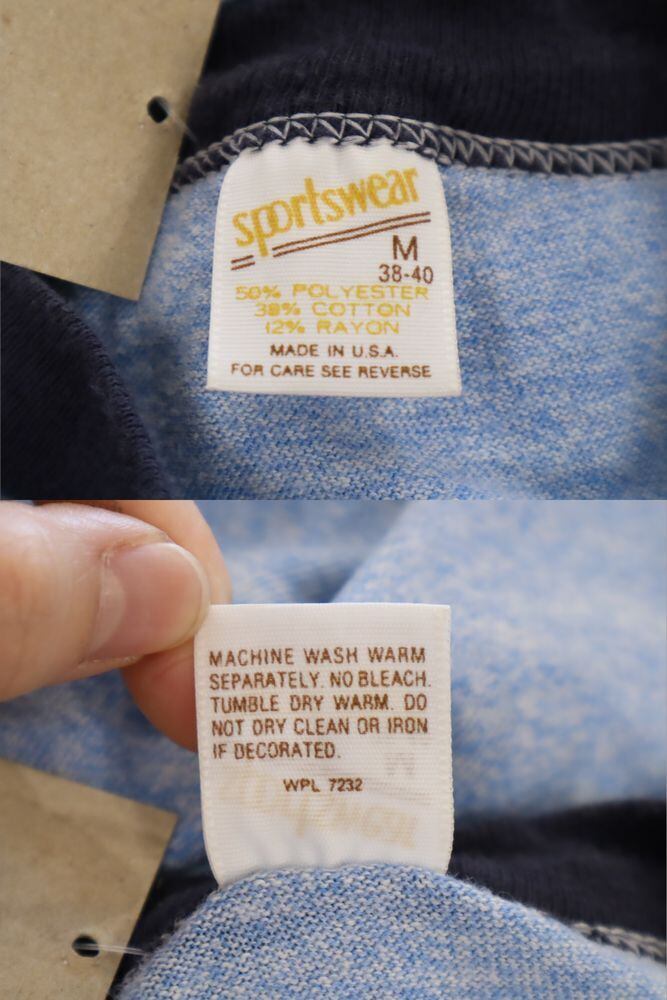 sportswear
M
38-40
50% POLYESTER
38% COTTON
12% RAYON
MADE IN U.S.A.
FOR CARE SEE REVERSE
MACHINE WASH WARM
SEPARATELY. NO BLEACH.
TUMBLE DRY WARM. DO
NOT DRY CLEAN OR IRON
IF DECORATED.
WPL 7232